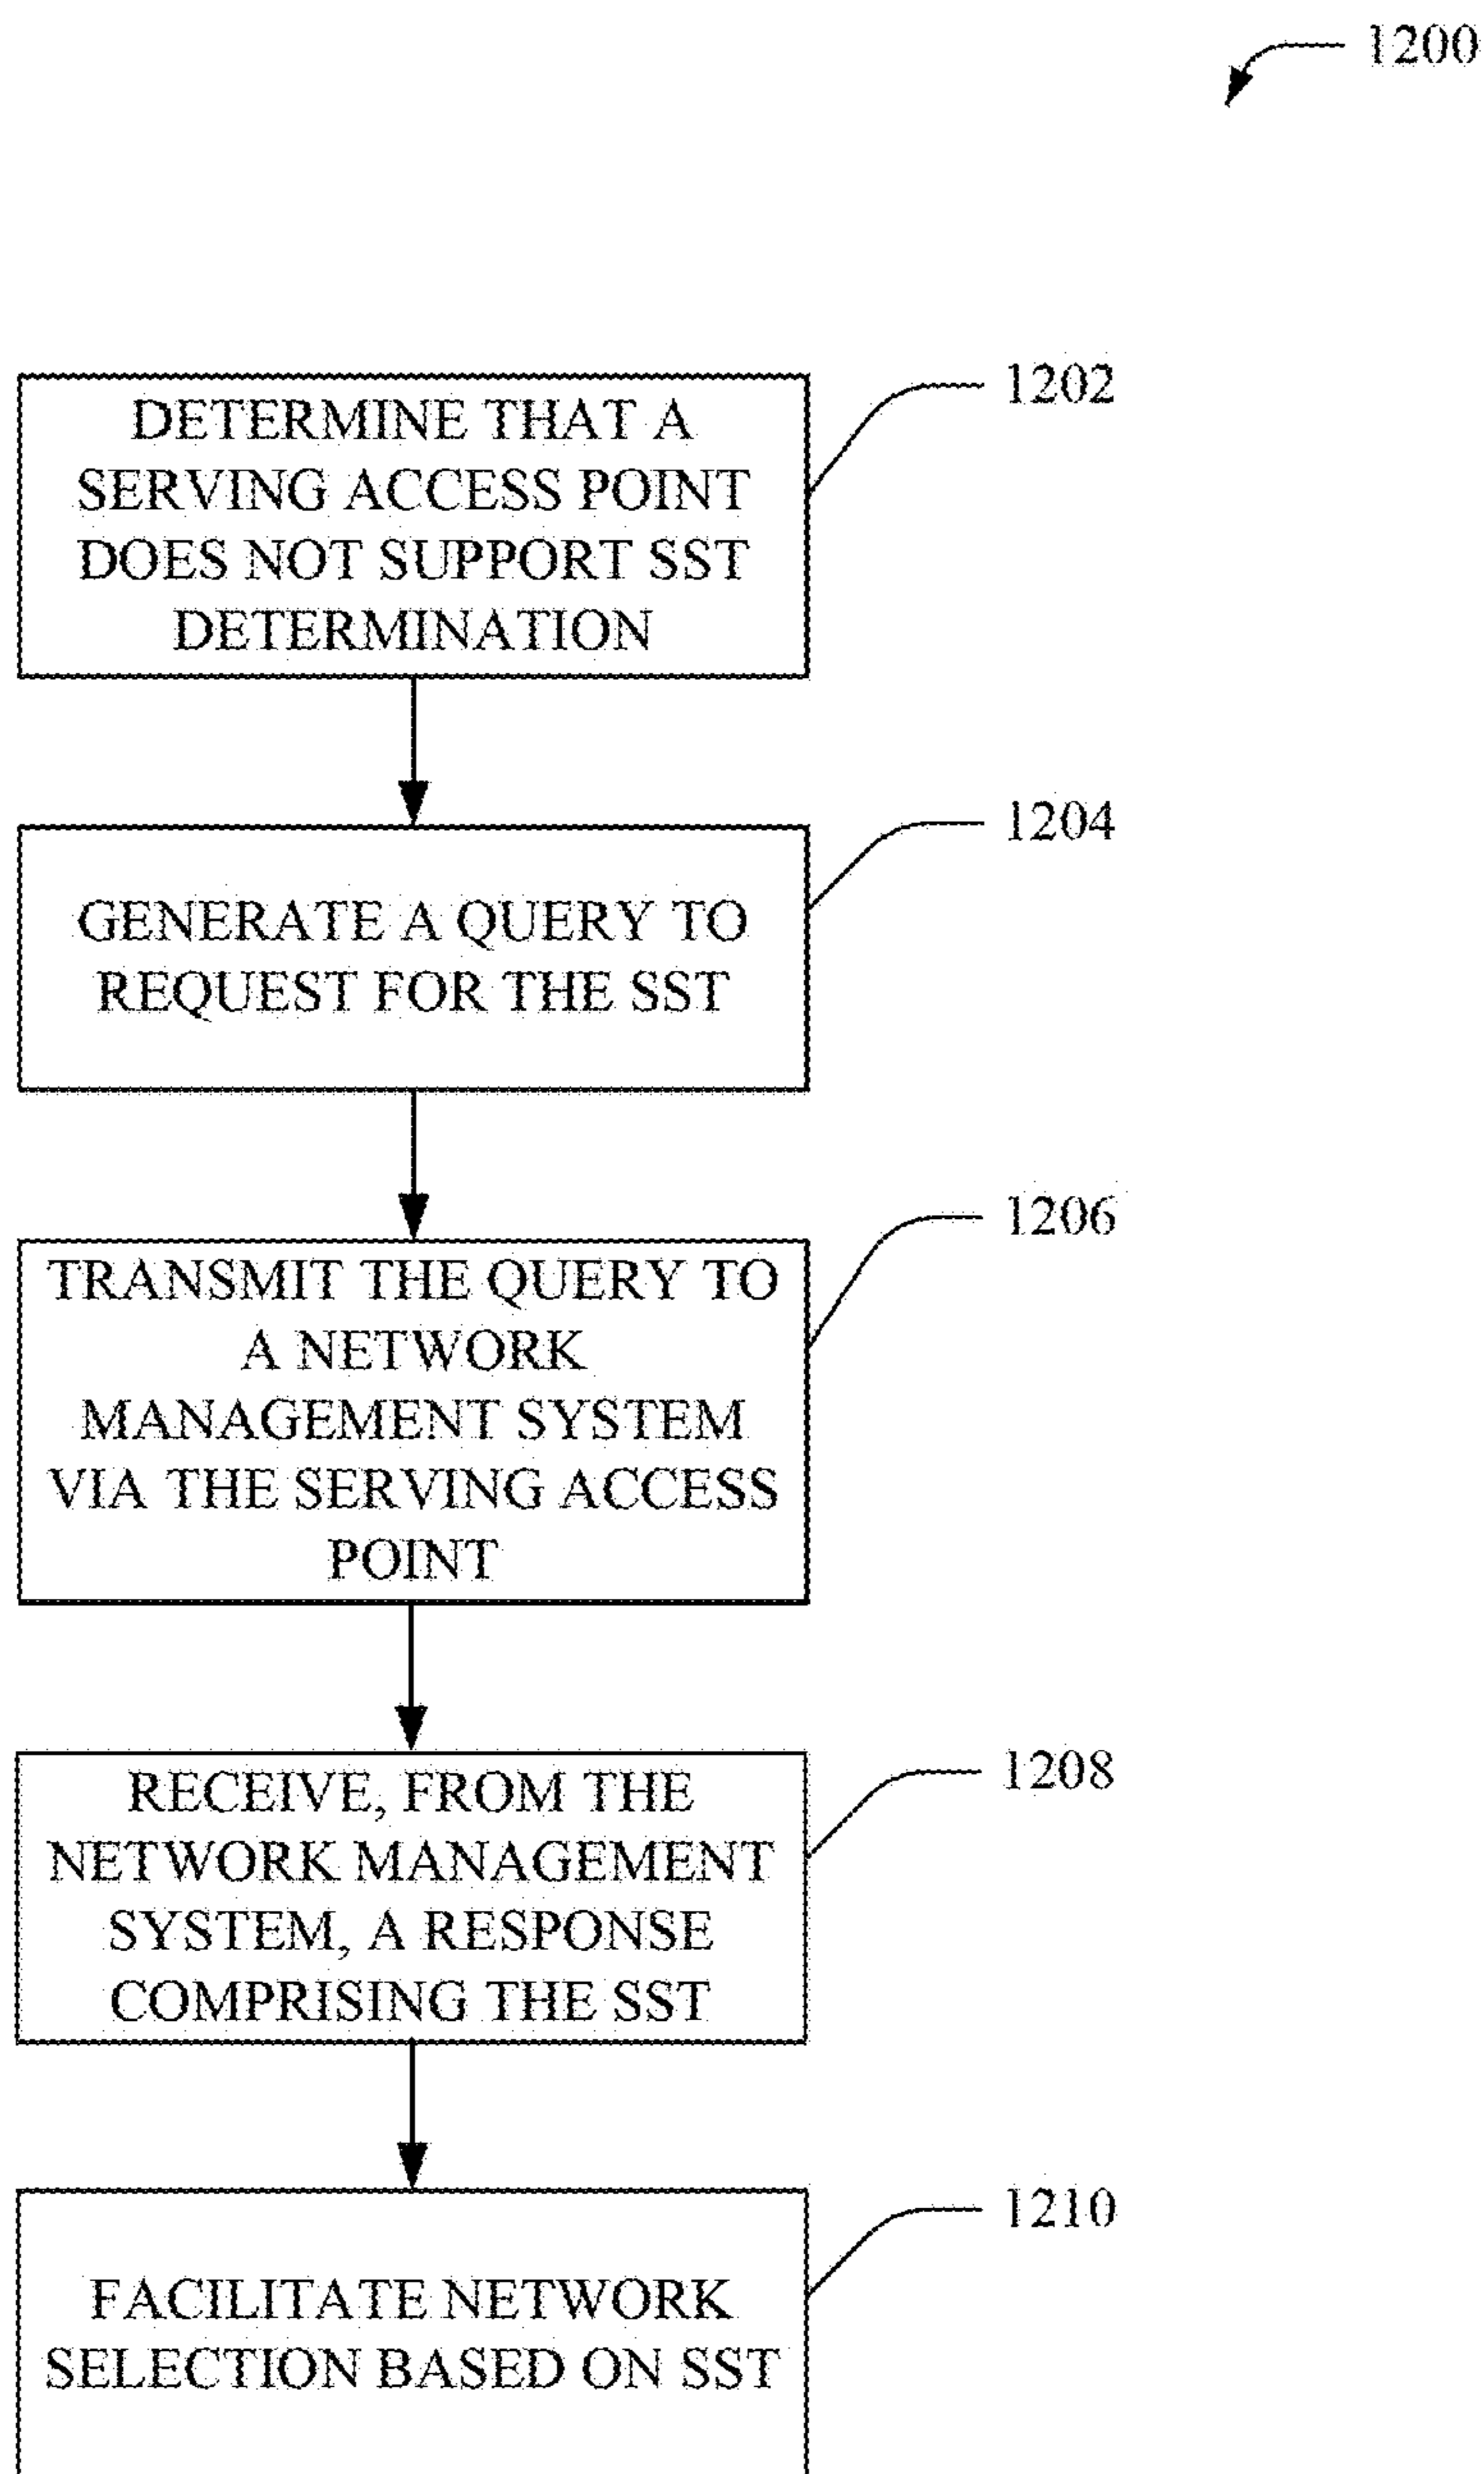 1200
DETERMINE THAT A
SERVING ACCESS POINT
DOES NOT SUPPORT SST
DETERMINATION
1202
GENERATE A QUERY TO
REQUEST FOR THE SST
1204
TRANSMIT THE QUERY TO
A NETWORK
MANAGEMENT SYSTEM
VIA THE SERVING ACCESS
POINT
1206
RECEIVE, FROM THE
NETWORK MANAGEMENT
SYSTEM, A RESPONSE
COMPRISING THE SST
1208
FACILITATE NETWORK
SELECTION BASED ON SST
1210